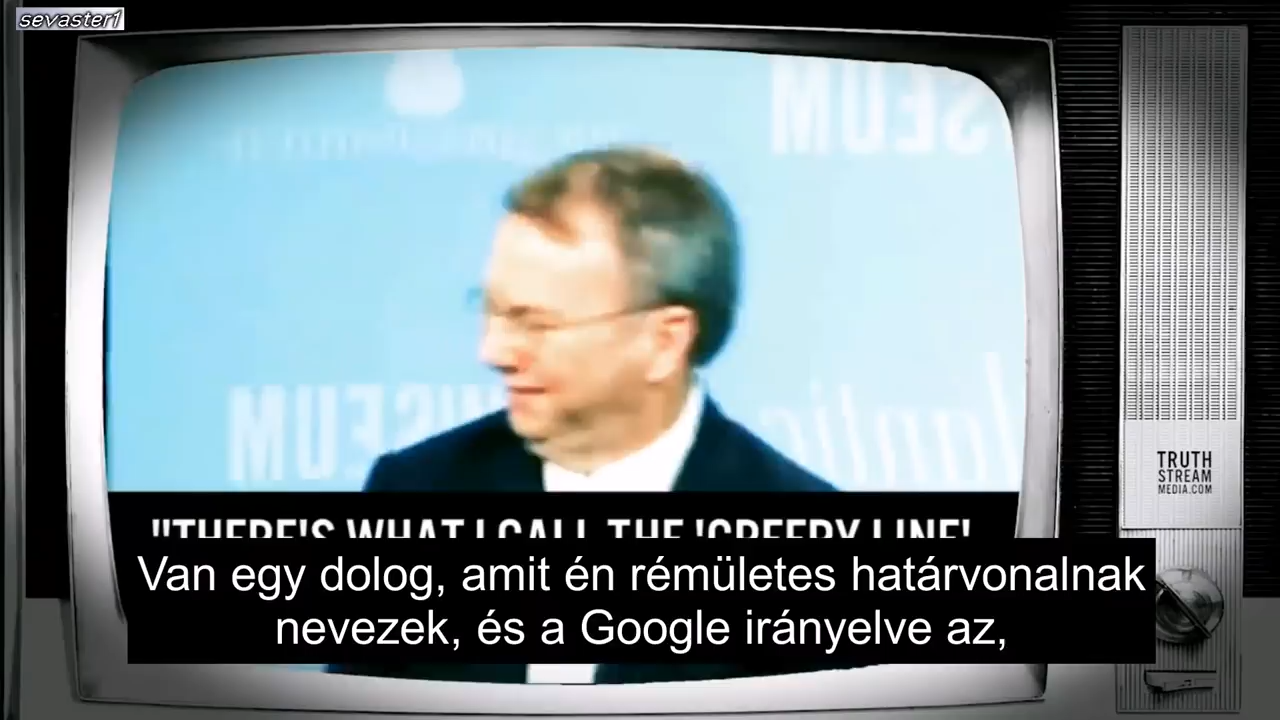 sevaster1
MUSEUM
MUSEUM
"THERE'S WHAT I CALL THE 'CREEPY LINE'
Van egy dolog, amit én rémületes határvonalnak
nevezek, és a Google irányelve az,
TRUTH
STREAM
MEDIA.COM